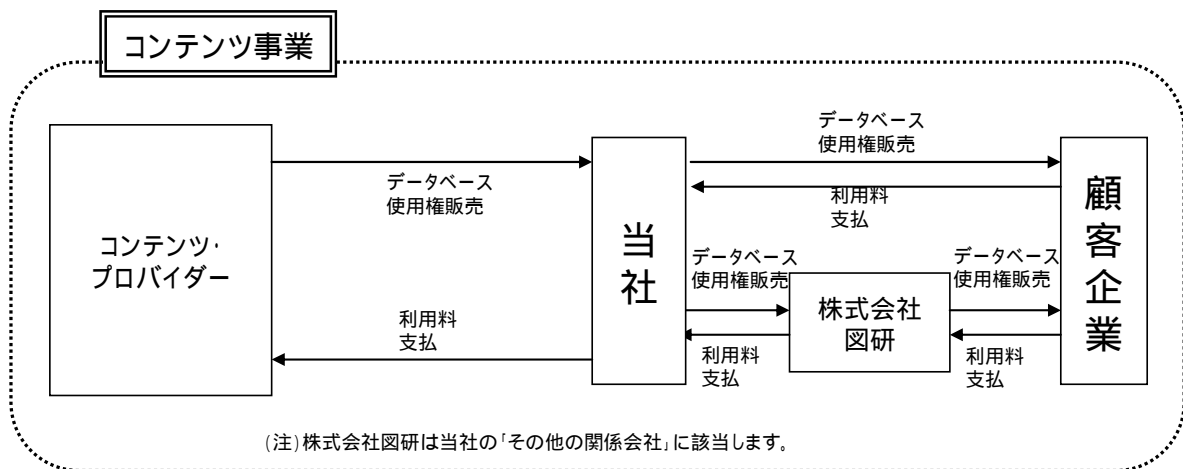 コンテンツ事業
データベース
使用権販売
データベース
使用権販売
利用料
支払
コンテンツ・
プロバイダー
当社
顧客企業
データベース
使用権販売
データベース
使用権販売
株式会社
図研
利用料
支払
利用料
支払
利用料
支払
(注)株式会社図研は当社の「その他の関係会社」に該当します。